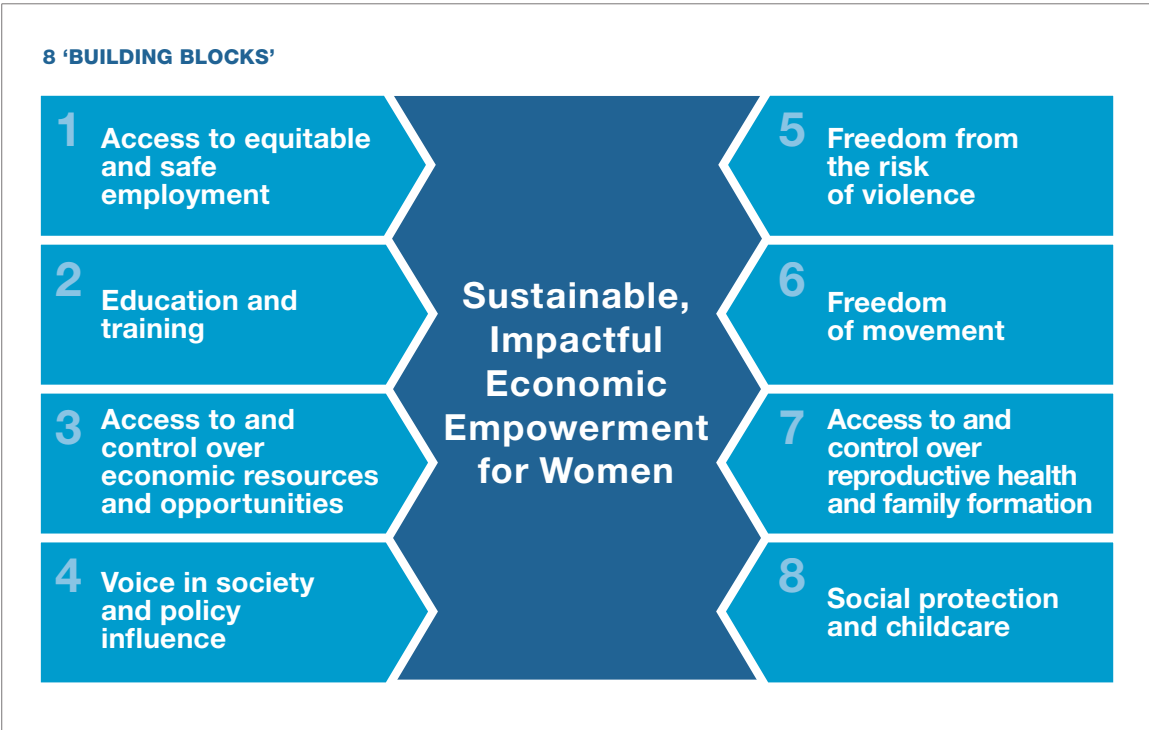 8 ‘BUILDING BLOCKS’
1
Access to equitable
and safe
employment
2
Education and
training
3
Access to and
control over
economic resources
and opportunities
4
Voice in society
and policy
influence
Sustainable,
Impactful
Economic
Empowerment
for Women
5
Freedom from
the risk
of violence
6
Freedom
of movement
7
Access to and
control over
reproductive health
and family formation
8
Social protection
and childcare